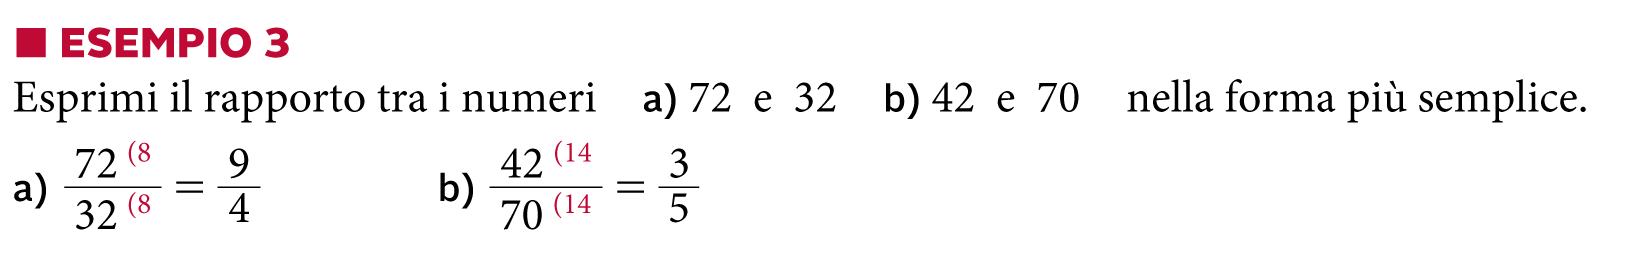 ■ ESEMPIO 3
Esprimi il rapporto tra i numeri a) 72 e 32 b) 42 e 70 nella forma più semplice.
a) 72 (8 / 32 (8 = 9 / 4 b) 42 (14 / 70 (14 = 3 / 5